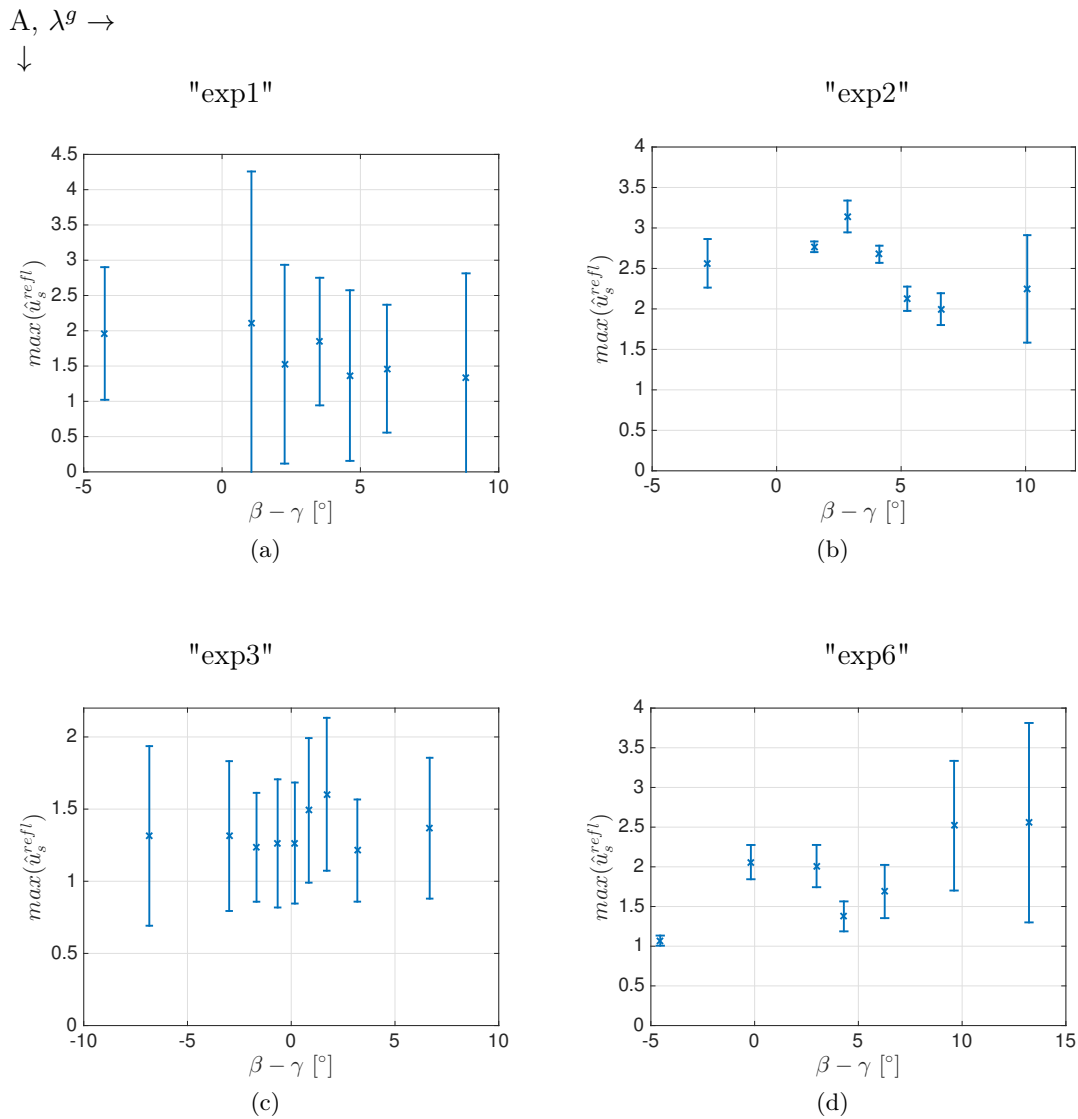 A, λ^g →
↓
"exp1"
4.5
4
3.5
3
2.5
2
1.5
1
0.5
0
max(û_s^{refl})
-5 0 5 10
β − γ [°]
(a)
"exp2"
4
3.5
3
2.5
2
1.5
1
0.5
0
max(û_s^{refl})
-5 0 5 10
β − γ [°]
(b)
"exp3"
2
1.5
1
0.5
0
max(û_s^{refl})
-10 -5 0 5 10
β − γ [°]
(c)
"exp6"
4
3.5
3
2.5
2
1.5
1
0.5
0
max(û_s^{refl})
-5 0 5 10 15
β − γ [°]
(d)